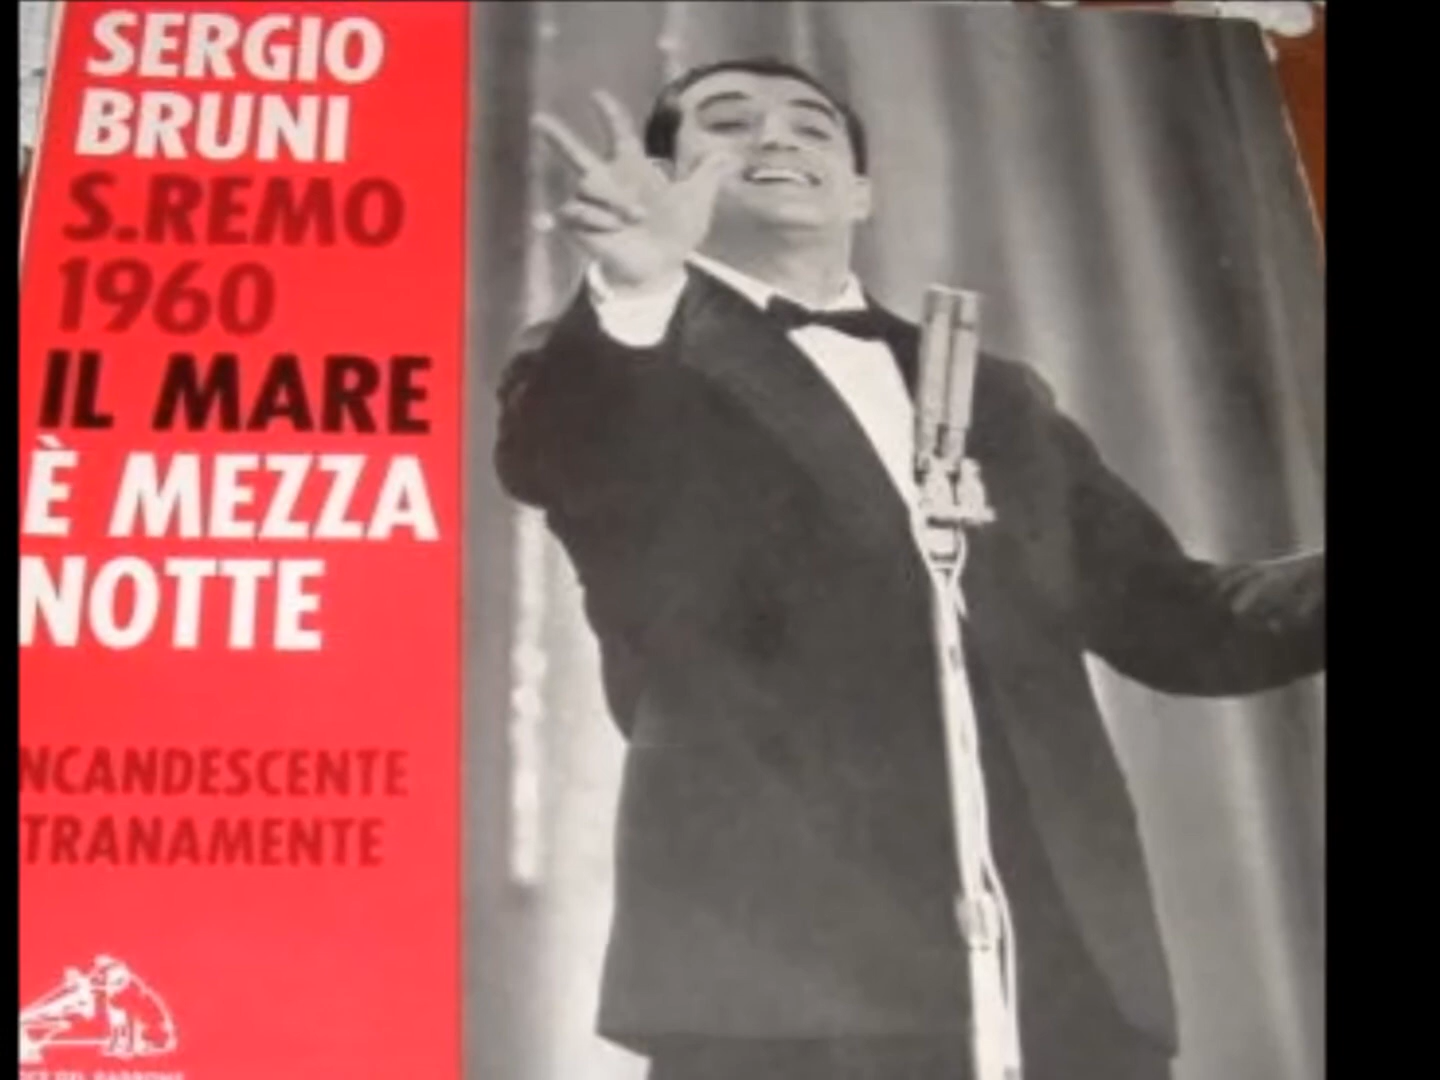 SERGIO
BRUNI
S.REMO
1960
IL MARE
È MEZZA
NOTTE
NCANDESCENTE
TRANAMENTE